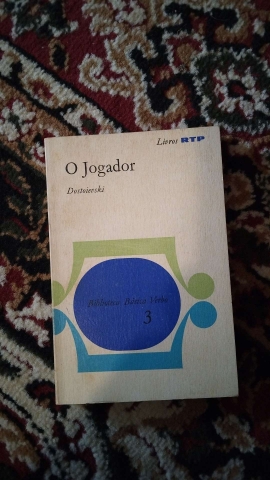 Livros RTP
O Jogador
Dostoievski
Biblioteca Básica Verbo
3